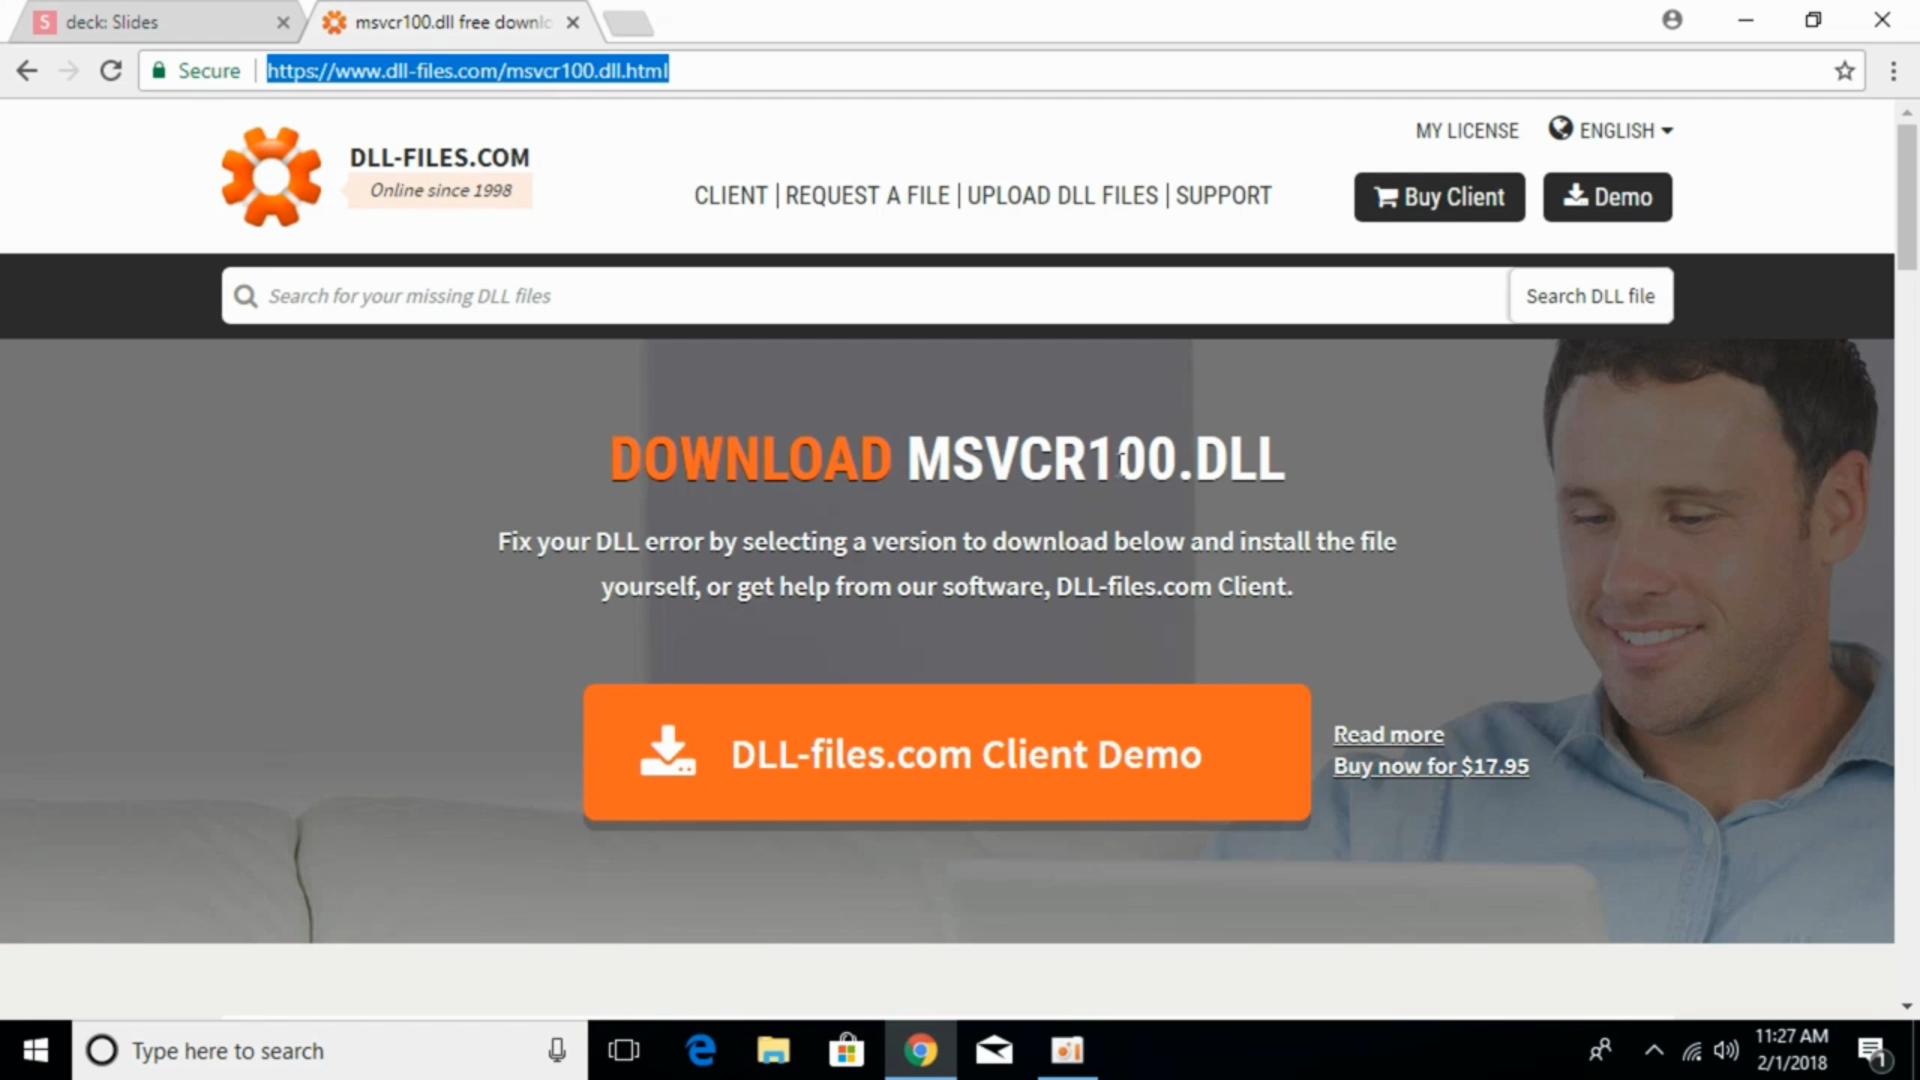 S deck: Slides
msvcr100.dll free downlo
Secure
https://www.dll-files.com/msvcr100.dll.html
MY LICENSE
ENGLISH
DLL-FILES.COM
Online since 1998
CLIENT | REQUEST A FILE | UPLOAD DLL FILES | SUPPORT
Buy Client
Demo
Search for your missing DLL files
Search DLL file
DOWNLOAD MSVCR100.DLL
Fix your DLL error by selecting a version to download below and install the file
yourself, or get help from our software, DLL-files.com Client.
DLL-files.com Client Demo
Read more
Buy now for $17.95
Type here to search
11:27 AM
2/1/2018
1